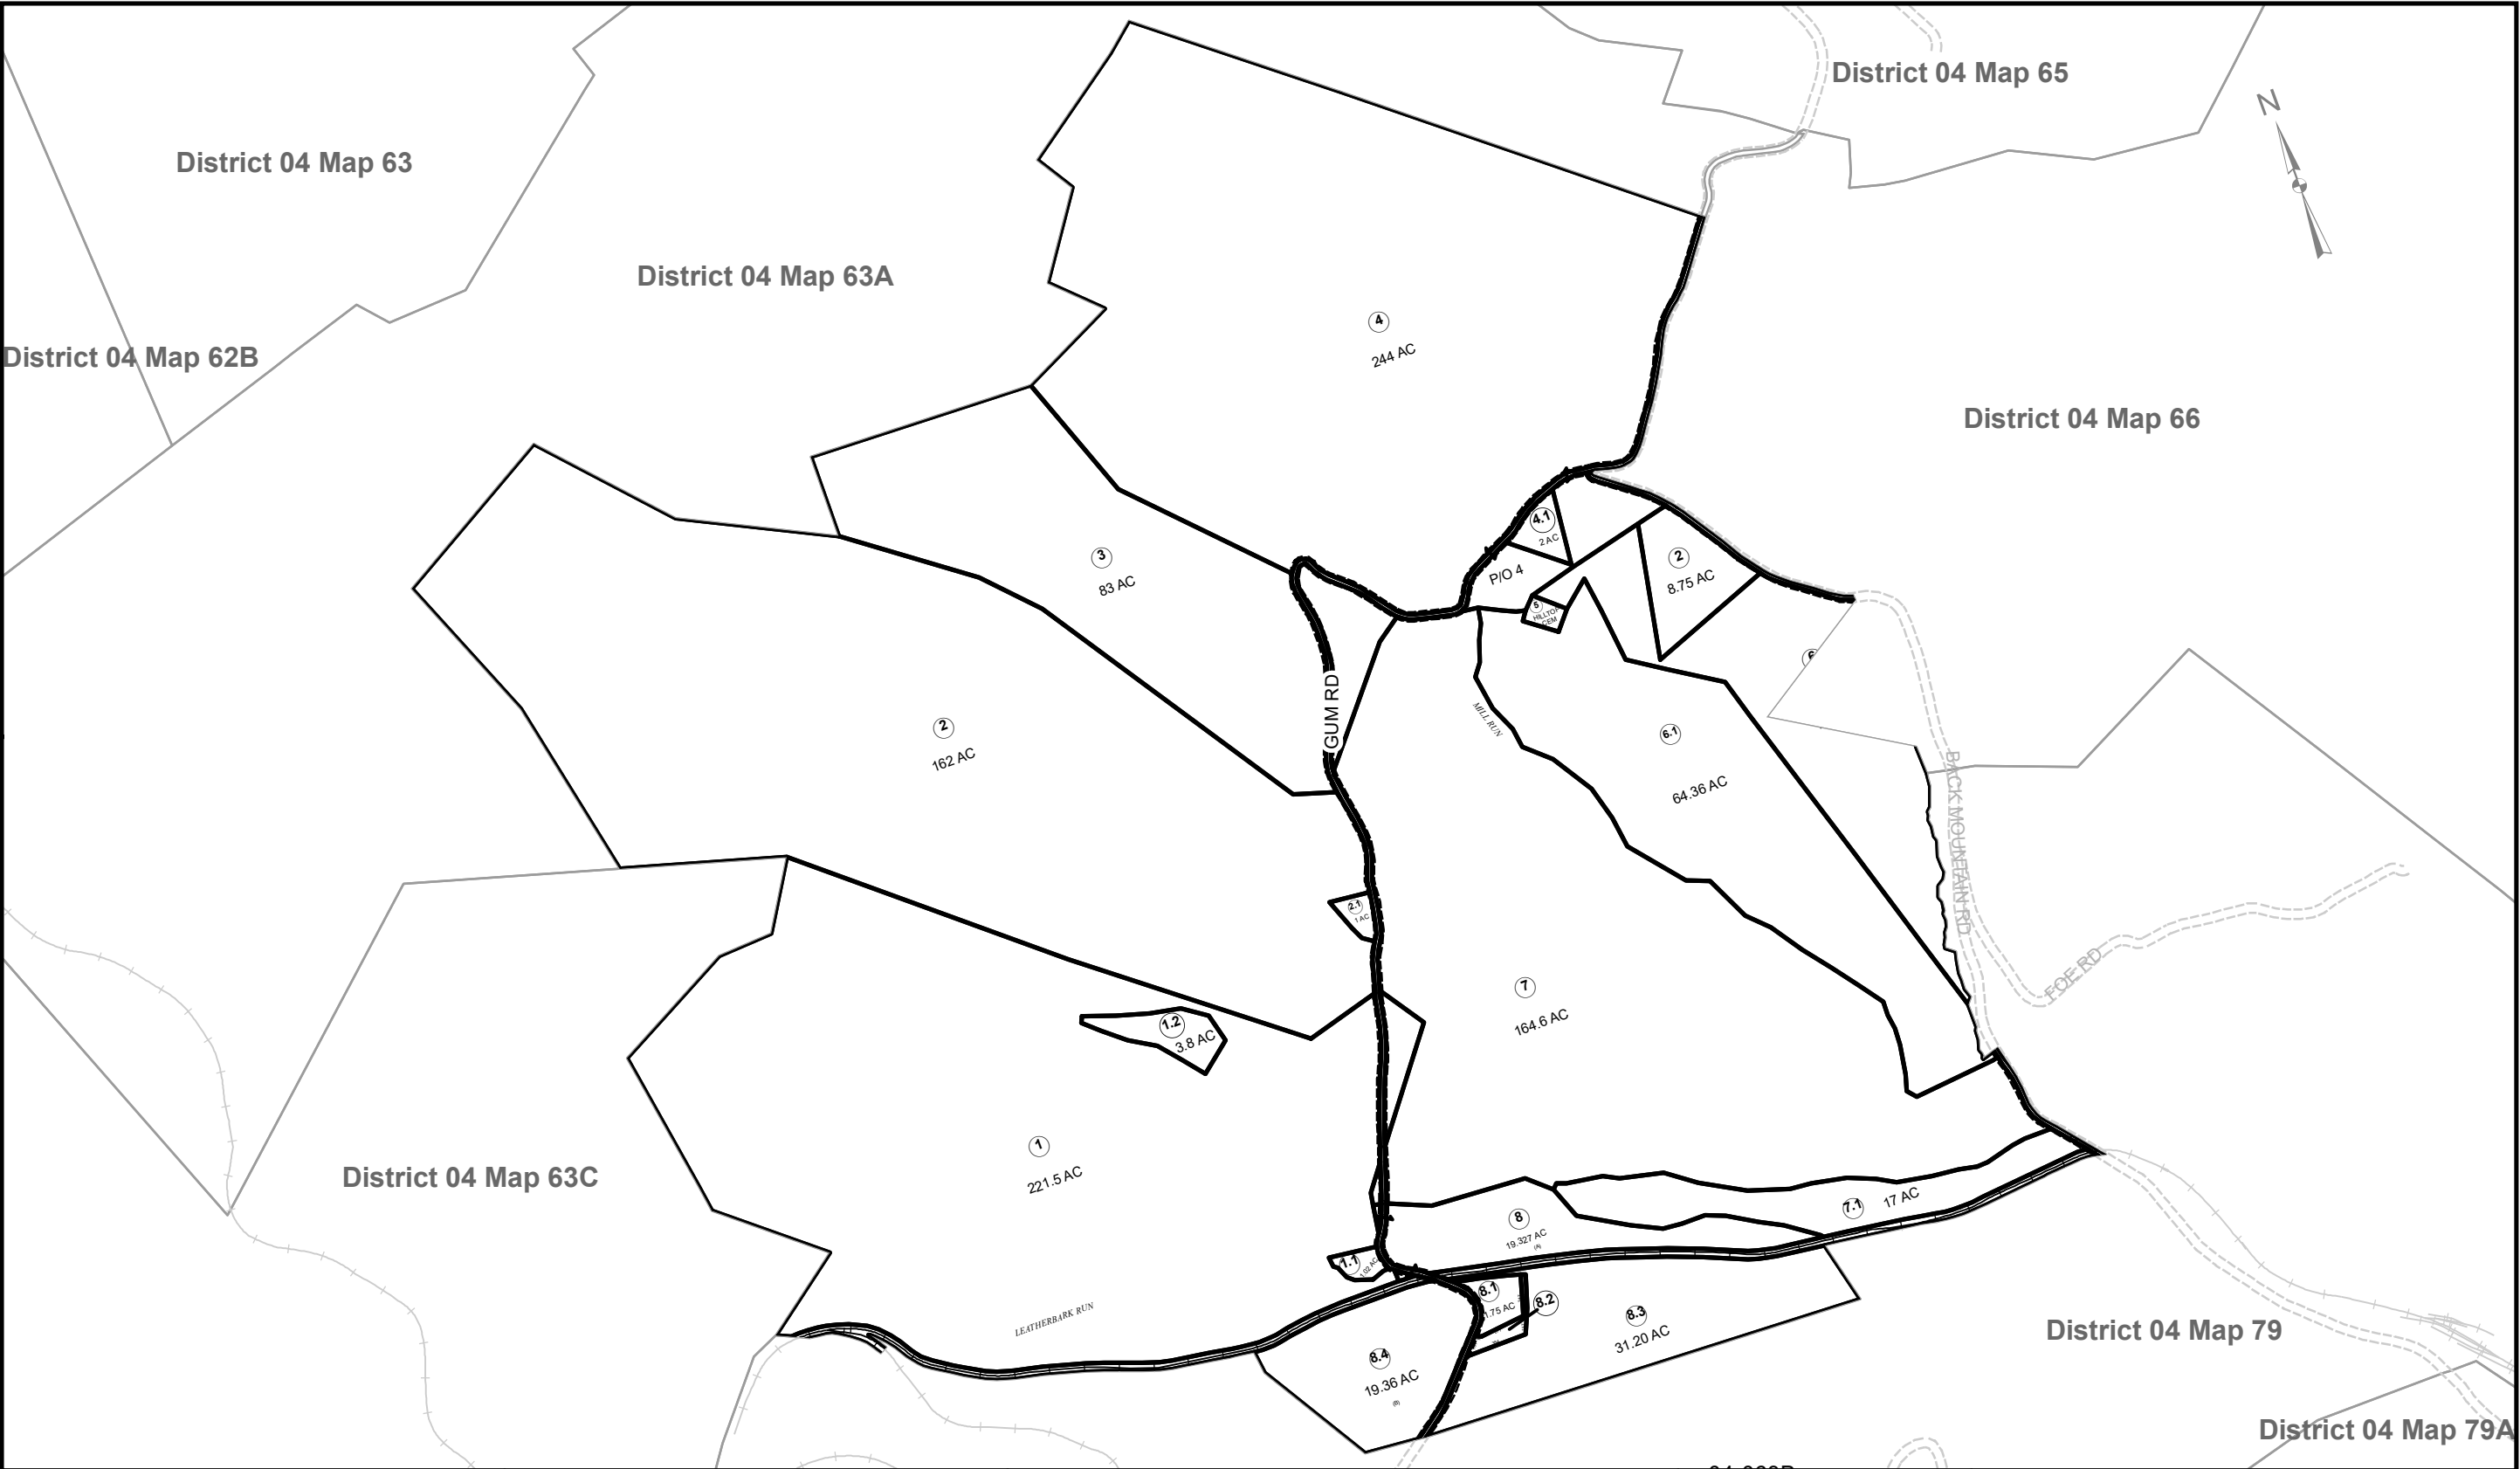 District 04 Map 65
N
District 04 Map 63
District 04 Map 63A
4
244 AC
District 04 Map 62B
District 04 Map 66
4.1
2 AC
3
83 AC
P/O 4
2
8.75 AC
5
HILLTOP
CEM
6
GUM RD
MILL RUN
2
162 AC
6.1
64.36 AC
BACK MOUNTAIN RD
2.1
1 AC
FOE RD
7
164.6 AC
1.2
3.8 AC
1
221.5 AC
District 04 Map 63C
7.1
17 AC
8
19.327 AC
(A)
1.1
1.02 AC
8.1
1.75 AC
8.2
8.3
31.20 AC
LEATHERBARK RUN
8.4
19.36 AC
(B)
District 04 Map 79
District 04 Map 79A